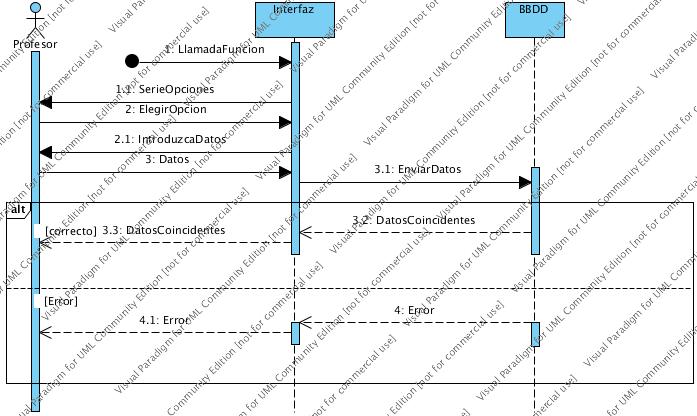 Interfaz
BBDD
Profesor
1: LlamadaFuncion
1.1: SerieOpciones
2: ElegirOpcion
2.1: IntroduzcaDatos
3: Datos
3.1: EnviarDatos
alt
3.2: DatosCoincidentes
[correcto] 3.3: DatosCoincidentes
[Error]
4: Error
4.1: Error
Visual Paradigm for UML Community Edition [not for commercial use]